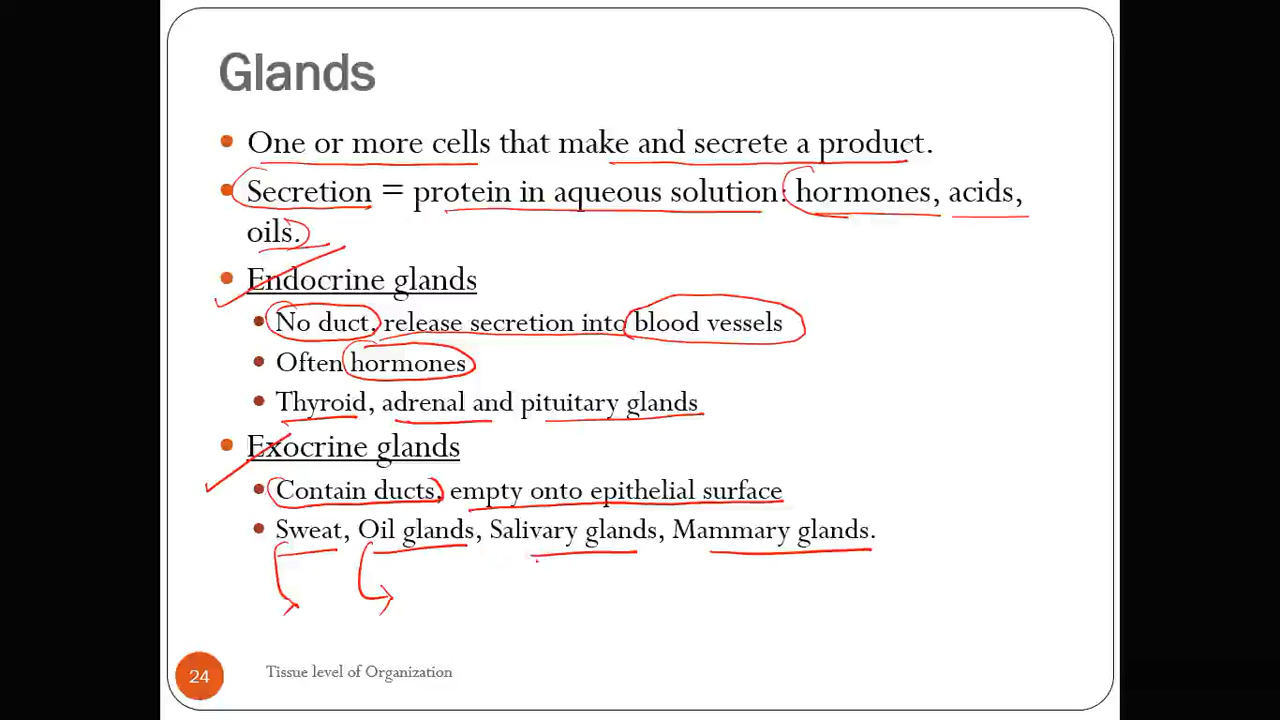 Glands
One or more cells that make and secrete a product.
Secretion = protein in aqueous solution: hormones, acids,
oils.
Endocrine glands
No duct, release secretion into blood vessels
Often hormones
Thyroid, adrenal and pituitary glands
Exocrine glands
Contain ducts, empty onto epithelial surface
Sweat, Oil glands, Salivary glands, Mammary glands.
24 Tissue level of Organization